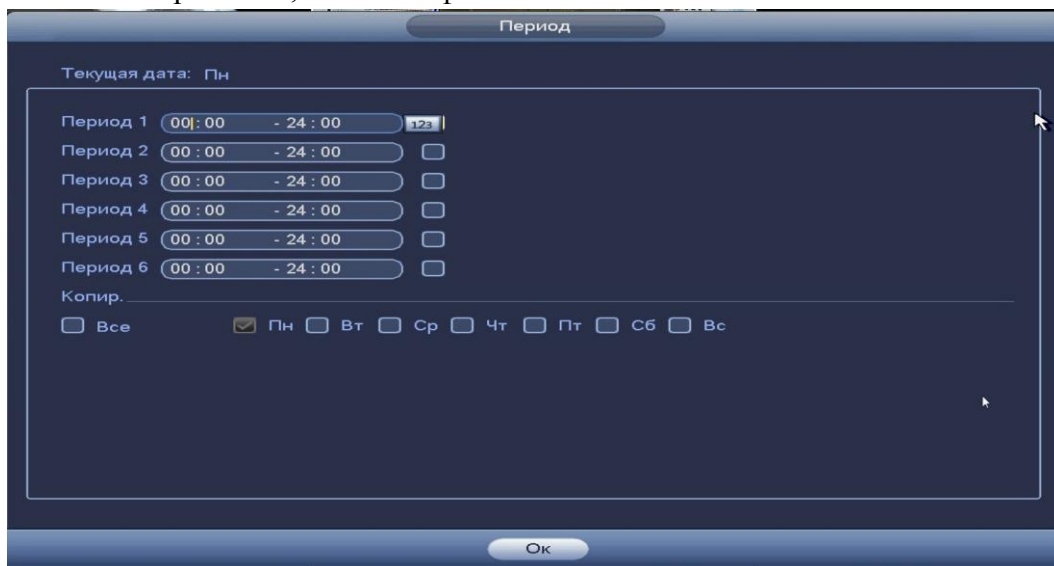 Период
Текущая дата: Пн
Период 1 00:00 - 24:00 123
Период 2 00:00 - 24:00
Период 3 00:00 - 24:00
Период 4 00:00 - 24:00
Период 5 00:00 - 24:00
Период 6 00:00 - 24:00
Копир.
Все Пн Вт Ср Чт Пт Сб Вс
Ок